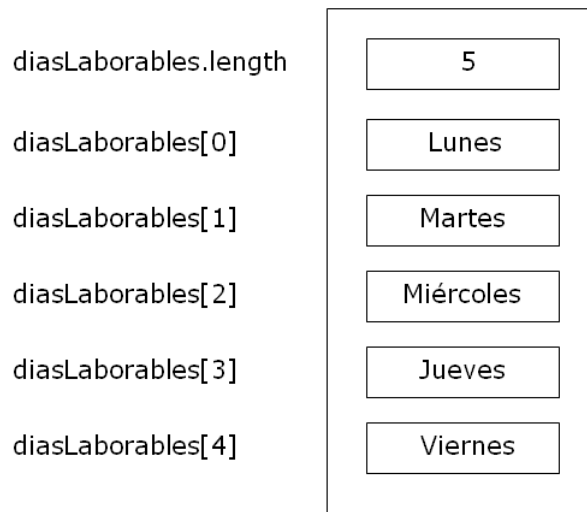 diasLaborables.length 5
diasLaborables[0] Lunes
diasLaborables[1] Martes
diasLaborables[2] Miércoles
diasLaborables[3] Jueves
diasLaborables[4] Viernes